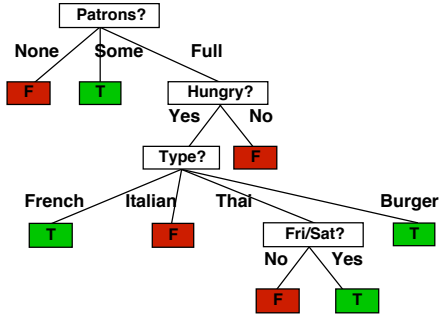 Patrons?
None Some Full
F T Hungry?
Yes No
Type? F
French Italian Thai Burger
T F Fri/Sat? T
No Yes
F T